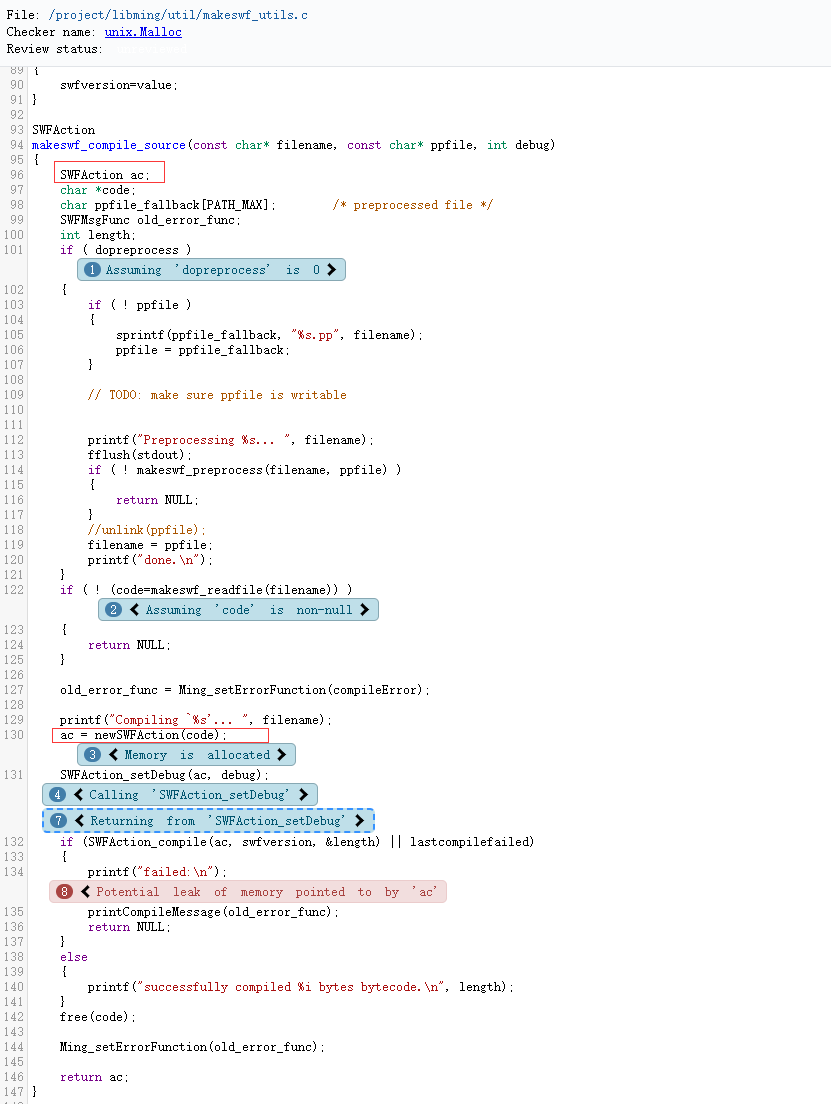 File: /project/libming/util/makeswf_utils.c
Checker name: unix.Malloc
Review status:
89 {
90     swfversion=value;
91 }
92
93 SWFAction
94 makeswf_compile_source(const char* filename, const char* ppfile, int debug)
95 {
96     SWFAction ac;
97     char *code;
98     char ppfile_fallback[PATH_MAX];        /* preprocessed file */
99     SWFMsgFunc old_error_func;
100     int length;
101     if ( dopreprocess )
1 Assuming 'dopreprocess' is 0 ❯
102     {
103         if ( ! ppfile )
104         {
105             sprintf(ppfile_fallback, "%s.pp", filename);
106             ppfile = ppfile_fallback;
107         }
108
109         // TODO: make sure ppfile is writable
110
111
112         printf("Preprocessing %s... ", filename);
113         fflush(stdout);
114         if ( ! makeswf_preprocess(filename, ppfile) )
115         {
116             return NULL;
117         }
118         //unlink(ppfile);
119         filename = ppfile;
120         printf("done.\n");
121     }
122     if ( ! (code=makeswf_readfile(filename)) )
2 ❮ Assuming 'code' is non-null ❯
123     {
124         return NULL;
125     }
126
127     old_error_func = Ming_setErrorFunction(compileError);
128
129     printf("Compiling `%s'... ", filename);
130     ac = newSWFAction(code);
3 ❮ Memory is allocated ❯
131     SWFAction_setDebug(ac, debug);
4 ❮ Calling 'SWFAction_setDebug' ❯
7 ❮ Returning from 'SWFAction_setDebug' ❯
132     if (SWFAction_compile(ac, swfversion, &length) || lastcompilefailed)
133     {
134         printf("failed:\n");
8 ❮ Potential leak of memory pointed to by 'ac'
135         printCompileMessage(old_error_func);
136         return NULL;
137     }
138     else
139     {
140         printf("successfully compiled %i bytes bytecode.\n", length);
141     }
142     free(code);
143
144     Ming_setErrorFunction(old_error_func);
145
146     return ac;
147 }